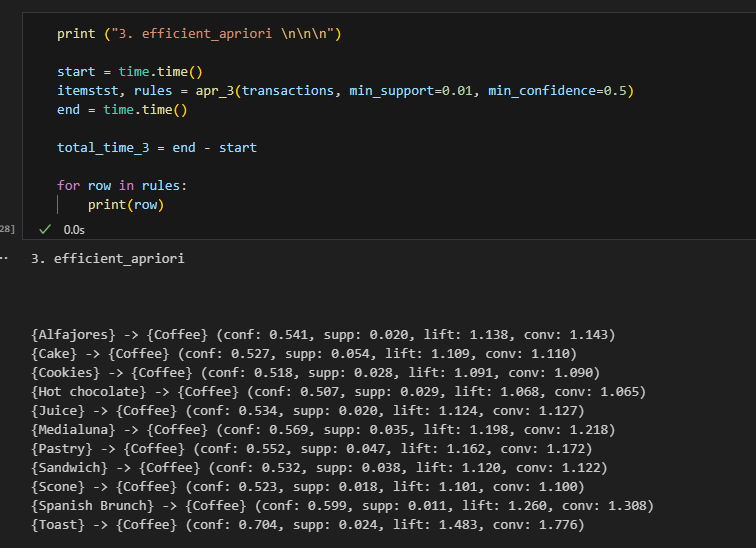 print ("3. efficient_apriori \n\n\n")
start = time.time()
itemstst, rules = apr_3(transactions, min_support=0.01, min_confidence=0.5)
end = time.time()
total_time_3 = end - start
for row in rules:
    print(row)
28]
0.0s
3. efficient_apriori
{Alfajores} -> {Coffee} (conf: 0.541, supp: 0.020, lift: 1.138, conv: 1.143)
{Cake} -> {Coffee} (conf: 0.527, supp: 0.054, lift: 1.109, conv: 1.110)
{Cookies} -> {Coffee} (conf: 0.518, supp: 0.028, lift: 1.091, conv: 1.090)
{Hot chocolate} -> {Coffee} (conf: 0.507, supp: 0.029, lift: 1.068, conv: 1.065)
{Juice} -> {Coffee} (conf: 0.534, supp: 0.020, lift: 1.124, conv: 1.127)
{Medialuna} -> {Coffee} (conf: 0.569, supp: 0.035, lift: 1.198, conv: 1.218)
{Pastry} -> {Coffee} (conf: 0.552, supp: 0.047, lift: 1.162, conv: 1.172)
{Sandwich} -> {Coffee} (conf: 0.532, supp: 0.038, lift: 1.120, conv: 1.122)
{Scone} -> {Coffee} (conf: 0.523, supp: 0.018, lift: 1.101, conv: 1.100)
{Spanish Brunch} -> {Coffee} (conf: 0.599, supp: 0.011, lift: 1.260, conv: 1.308)
{Toast} -> {Coffee} (conf: 0.704, supp: 0.024, lift: 1.483, conv: 1.776)